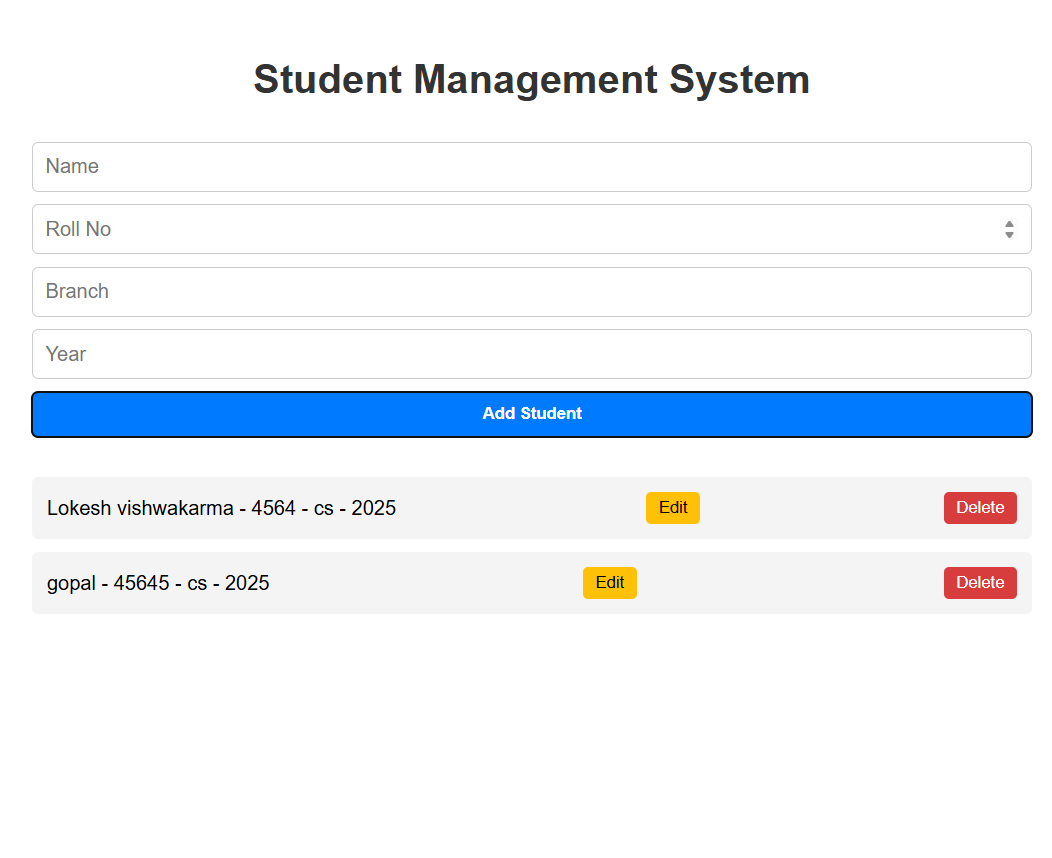 Student Management System
Name
Roll No
Branch
Year
Add Student
Lokesh vishwakarma - 4564 - cs - 2025 Edit Delete
gopal - 45645 - cs - 2025 Edit Delete